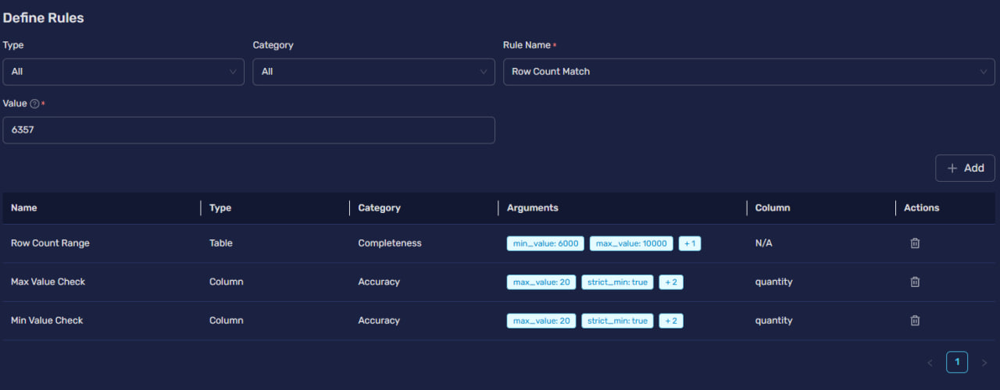 Define Rules
Type Category Rule Name *
All All Row Count Match
Value ? *
6357
+ Add
Name Type Category Arguments Column Actions
Row Count Range Table Completeness min_value: 6000 max_value: 10000 + 1 N/A
Max Value Check Column Accuracy max_value: 20 strict_min: true + 2 quantity
Min Value Check Column Accuracy max_value: 20 strict_min: true + 2 quantity
< 1 >